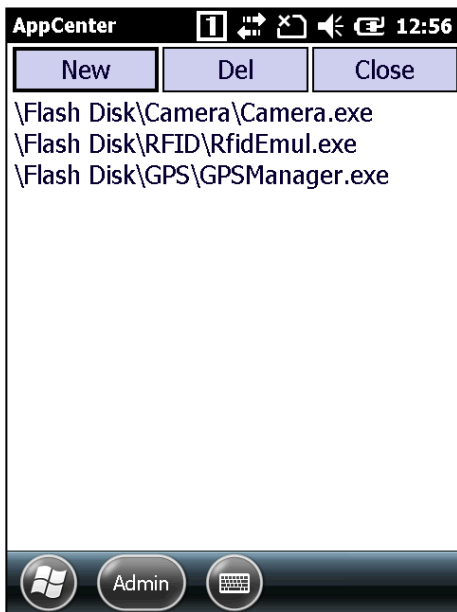 AppCenter 1 12:56
New Del Close
\Flash Disk\Camera\Camera.exe
\Flash Disk\RFID\RfidEmul.exe
\Flash Disk\GPS\GPSManager.exe
Admin